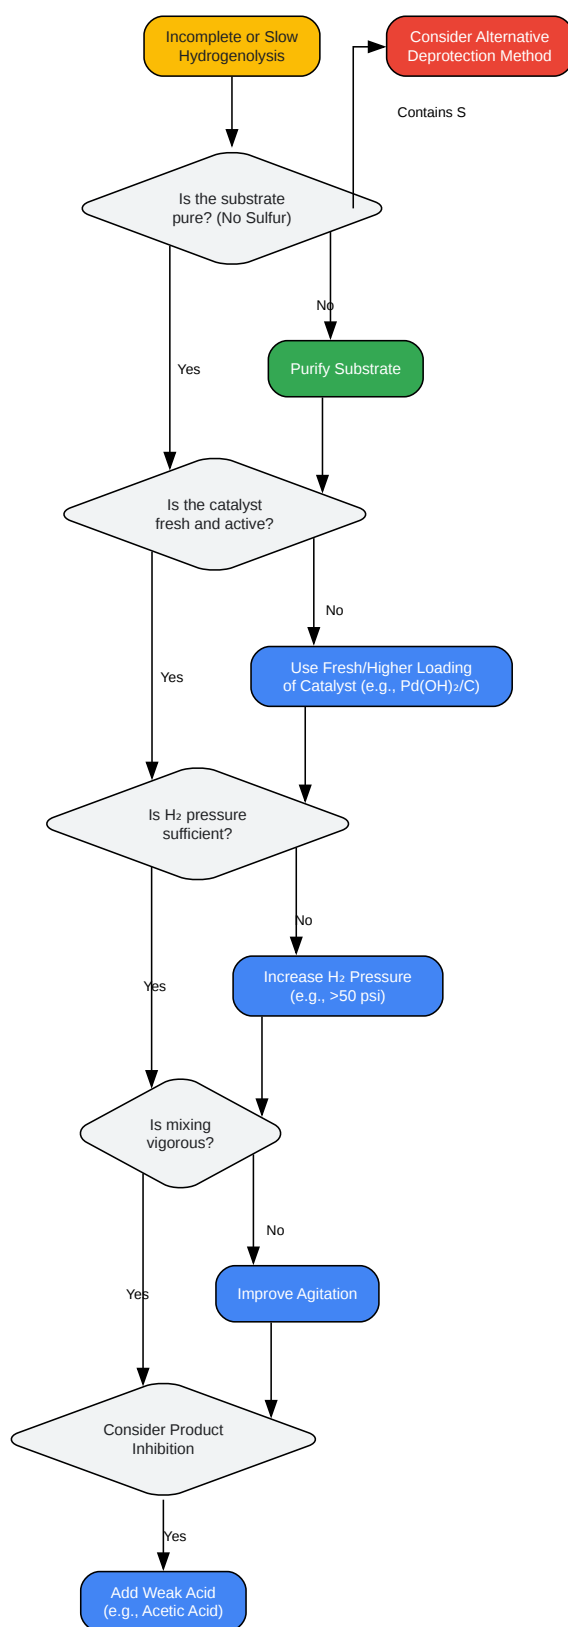 Incomplete or Slow
Hydrogenolysis
Consider Alternative
Deprotection Method
Contains S
Is the substrate
pure? (No Sulfur)
No
Purify Substrate
Yes
Is the catalyst
fresh and active?
No
Use Fresh/Higher Loading
of Catalyst (e.g., Pd(OH)₂/C)
Yes
Is H₂ pressure
sufficient?
No
Increase H₂ Pressure
(e.g., >50 psi)
Yes
Is mixing
vigorous?
No
Improve Agitation
Yes
Consider Product
Inhibition
Yes
Add Weak Acid
(e.g., Acetic Acid)